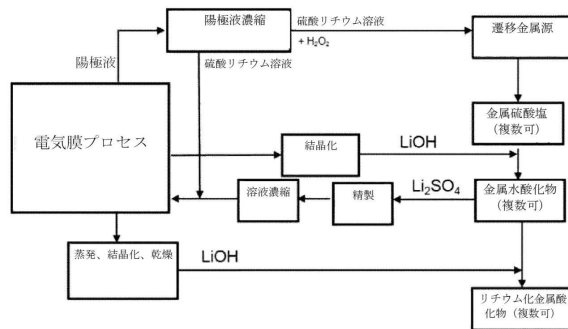 陽極液濃縮
硫酸リチウム溶液
+ H₂O₂
遷移金属源
陽極液
硫酸リチウム溶液
電気膜プロセス
金属硫酸塩
(複数可)
結晶化
LiOH
溶液濃縮
精製
Li₂SO₄
金属水酸化物
(複数可)
蒸発、結晶化、乾燥
LiOH
リチウム化金属酸
化物(複数可)